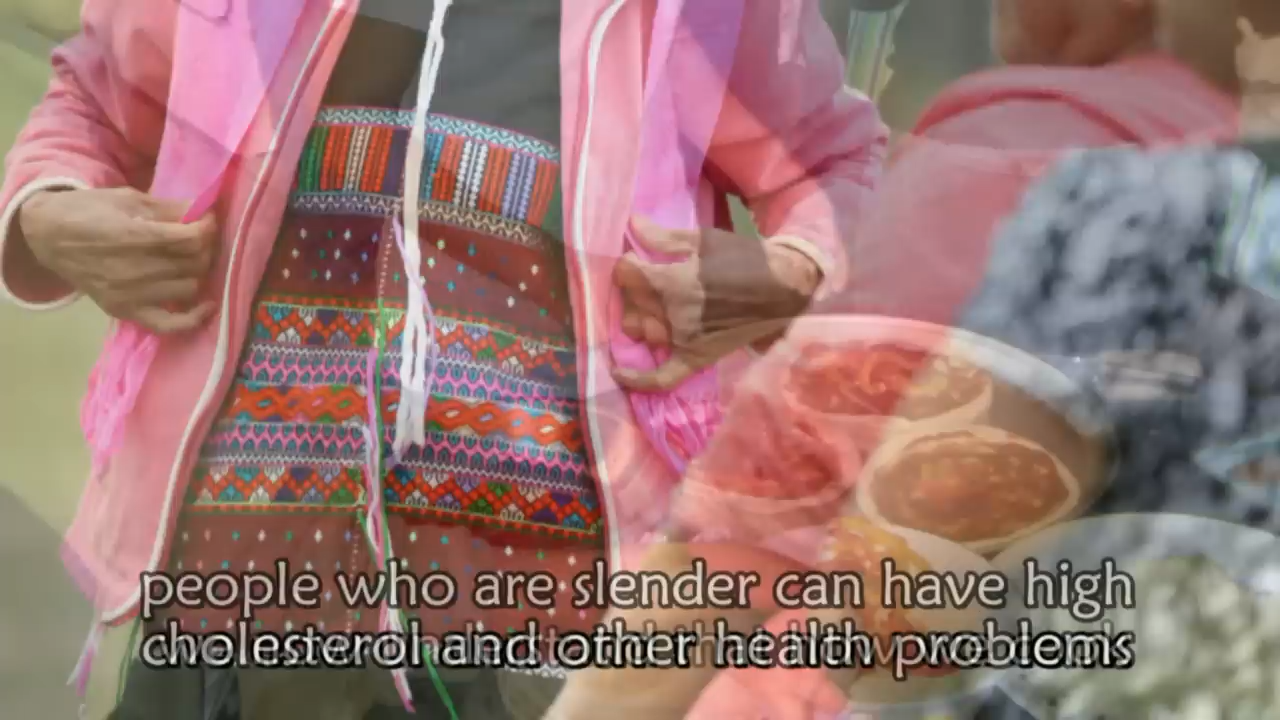 people who are slender can have high
cholesterol and other health problems